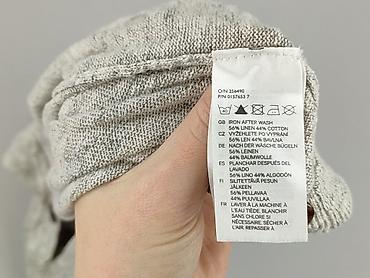 O/N 256490
P/N 0157653 7
GB IRON AFTER WASH
56% LINEN 44% COTTON
CZ VYŽEHLETE PO VYPRÁNÍ
56% LEN 44% BAVLNA
DE NACH DER WÄSCHE BÜGELN
56% LEINEN
44% BAUMWOLLE
ES PLANCHAR DESPUÉS DEL
LAVADO
56% LINO 44% ALGODÓN
FI SILITETTÄVÄ PESUN
JÄLKEEN
56% PELLAVAA
44% PUUVILLAA
FR LAVER À LA MACHINE À
L'EAU TIÈDE, BLANCHIR
SANS CHLORE SI
NÉCESSAIRE, SÉCHER À
L'AIR, REPASSER À